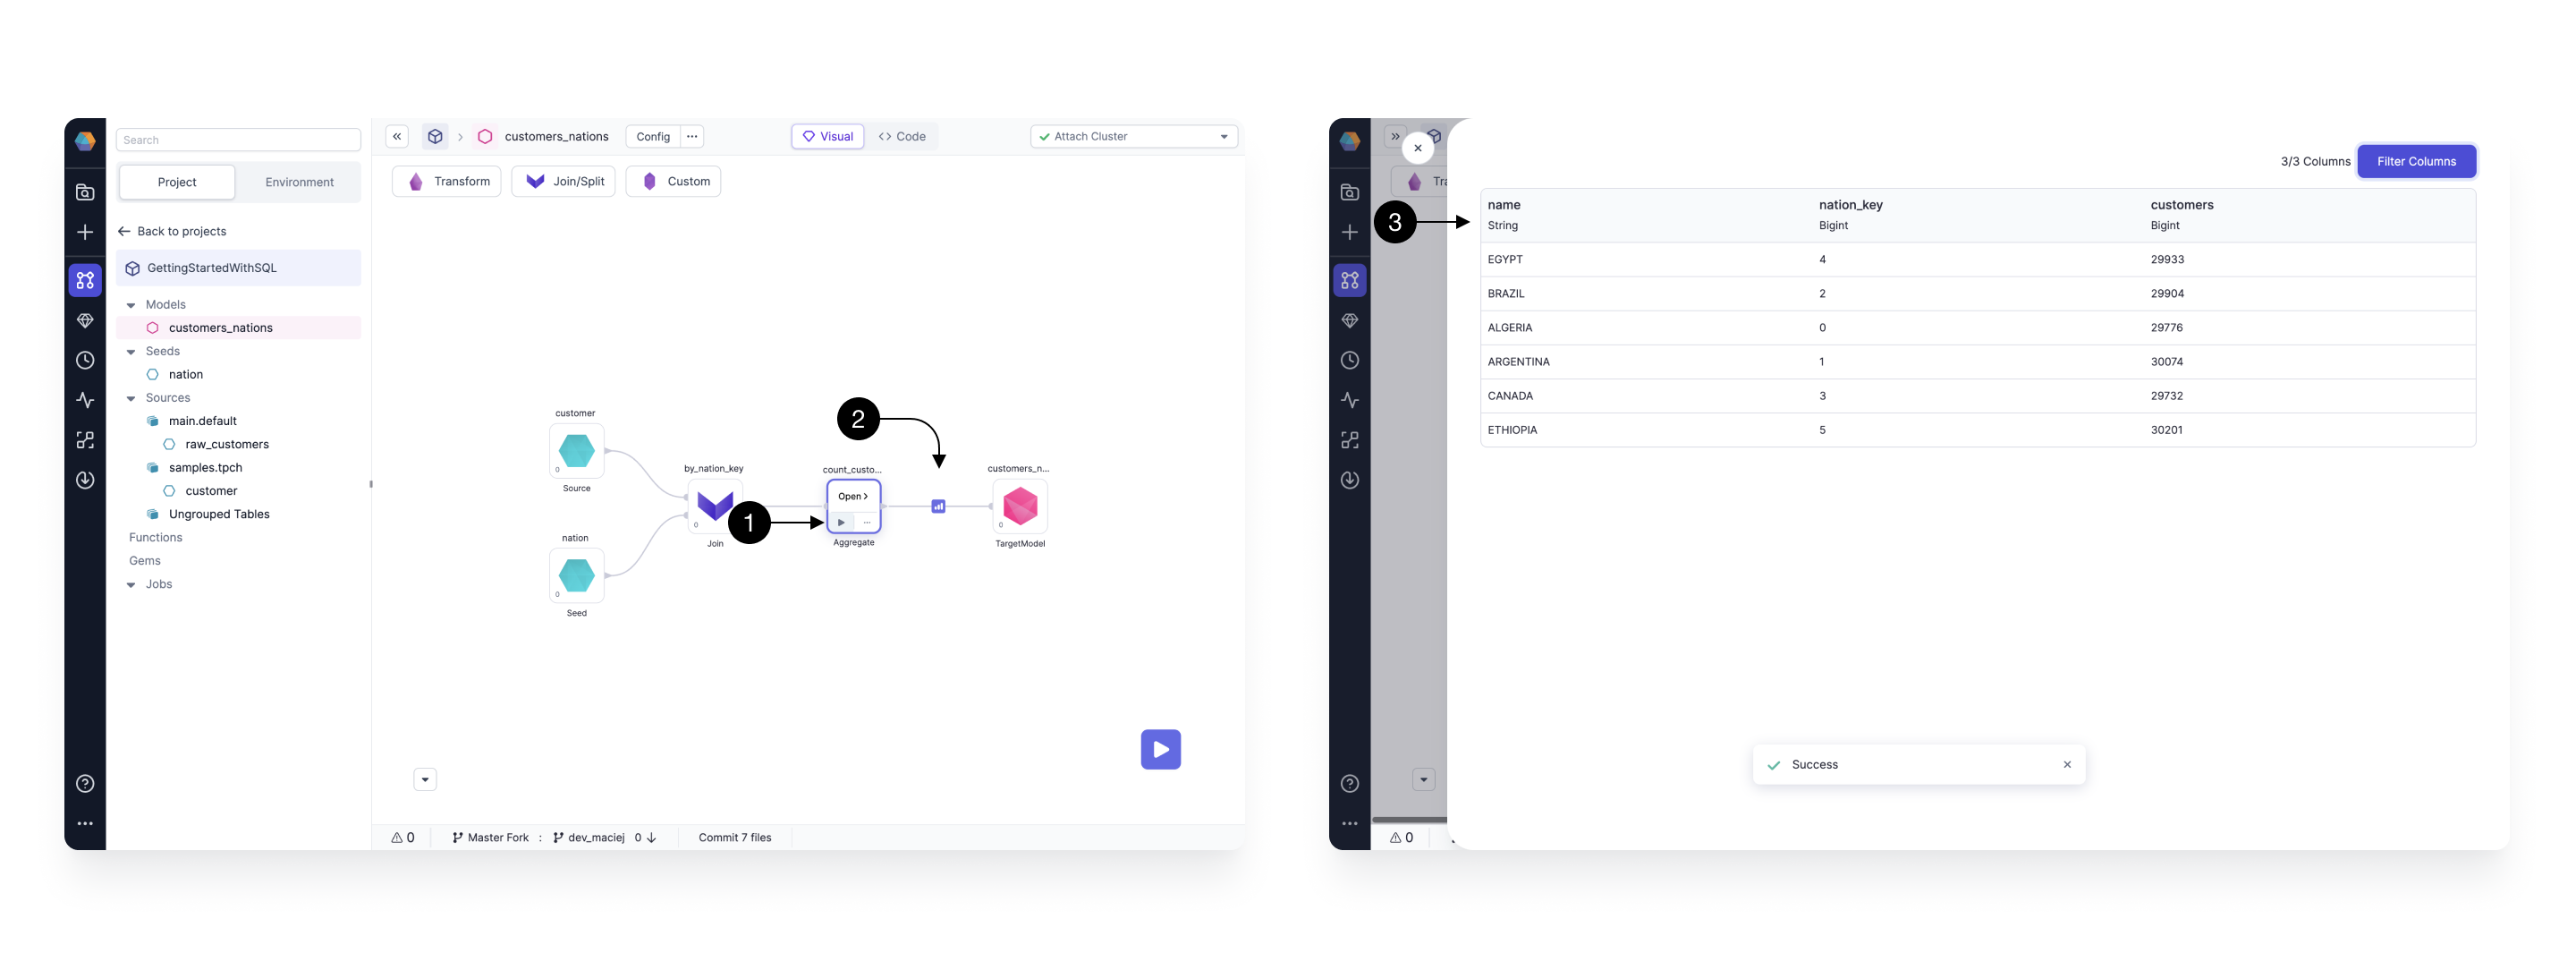 Search
Project
Environment
Back to projects
GettingStartedWithSQL
Models
customers_nations
Seeds
nation
Sources
main.default
raw_customers
samples.tpch
customer
Ungrouped Tables
Functions
Gems
Jobs
customers_nations
Config
...
Visual
<> Code
Attach Cluster
Transform
Join/Split
Custom
customer
0
Source
nation
0
Seed
by_nation_key
0
Join
1
2
count_custo...
Open >
...
Aggregate
customers_n...
0
TargetModel
0
Master Fork : dev_maciej 0
Commit 7 files
Tra
0
3
3/3 Columns
Filter Columns
name nation_key customers
String Bigint Bigint
EGYPT 4 29933
BRAZIL 2 29904
ALGERIA 0 29776
ARGENTINA 1 30074
CANADA 3 29732
ETHIOPIA 5 30201
Success